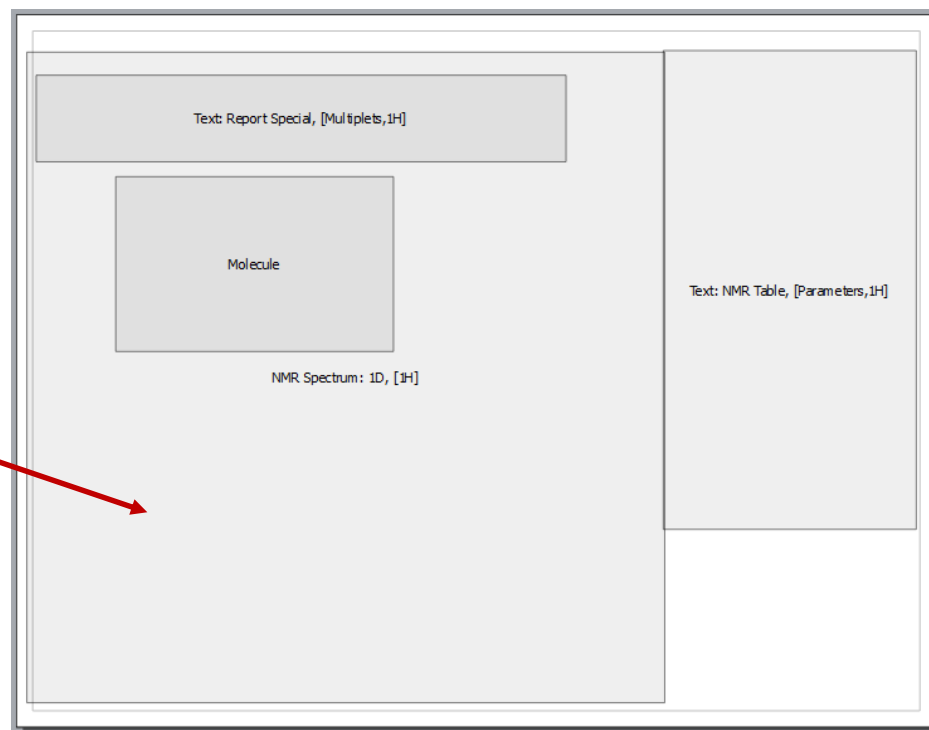 Text: Report Special, [Multiplets,1H]
Molecule
Text: NMR Table, [Parameters,1H]
NMR Spectrum: 1D, [1H]